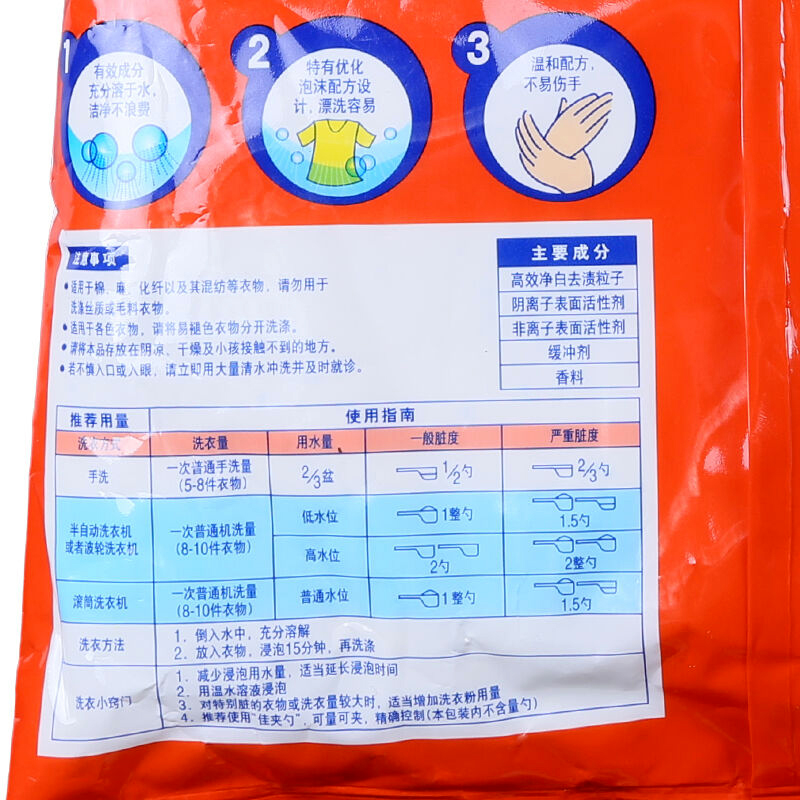 1
有效成分
充分溶于水,
洁净不浪费
2
特有优化
泡沫配方设
计,漂洗容易
3
温和配方,
不易伤手
注意事项
•适用于棉、麻、化纤以及其混纺等衣物,请勿用于
洗涤丝质或毛料衣物。
•适用于各色衣物,请将易褪色衣物分开洗涤。
•请将本品存放在阴凉、干燥及小孩接触不到的地方。
•若不慎入口或入眼,请立即用大量清水冲洗并及时就诊。
主要成分
高效净白去渍粒子
阴离子表面活性剂
非离子表面活性剂
缓冲剂
香料
推荐用量 使用指南
洗衣方式 洗衣量 用水量 一般脏度 严重脏度
手洗 一次普通手洗量 2/3盆 1/2勺 2/3勺
(5-8件衣物)
半自动洗衣机
或者波轮洗衣机
一次普通机洗量
(8-10件衣物)
低水位 1整勺 1.5勺
高水位 2勺 2整勺
滚筒洗衣机 一次普通机洗量 普通水位 1整勺 1.5勺
(8-10件衣物)
洗衣方法
1. 倒入水中,充分溶解
2. 放入衣物,浸泡15分钟,再洗涤
洗衣小窍门
1. 减少浸泡用水量,适当延长浸泡时间
2. 用温水溶液浸泡
3. 对特别脏的衣物或洗衣量较大时,适当增加洗衣粉用量
4. 推荐使用“佳夹勺”,可量可夹,精确控制(本包装内不含量勺)